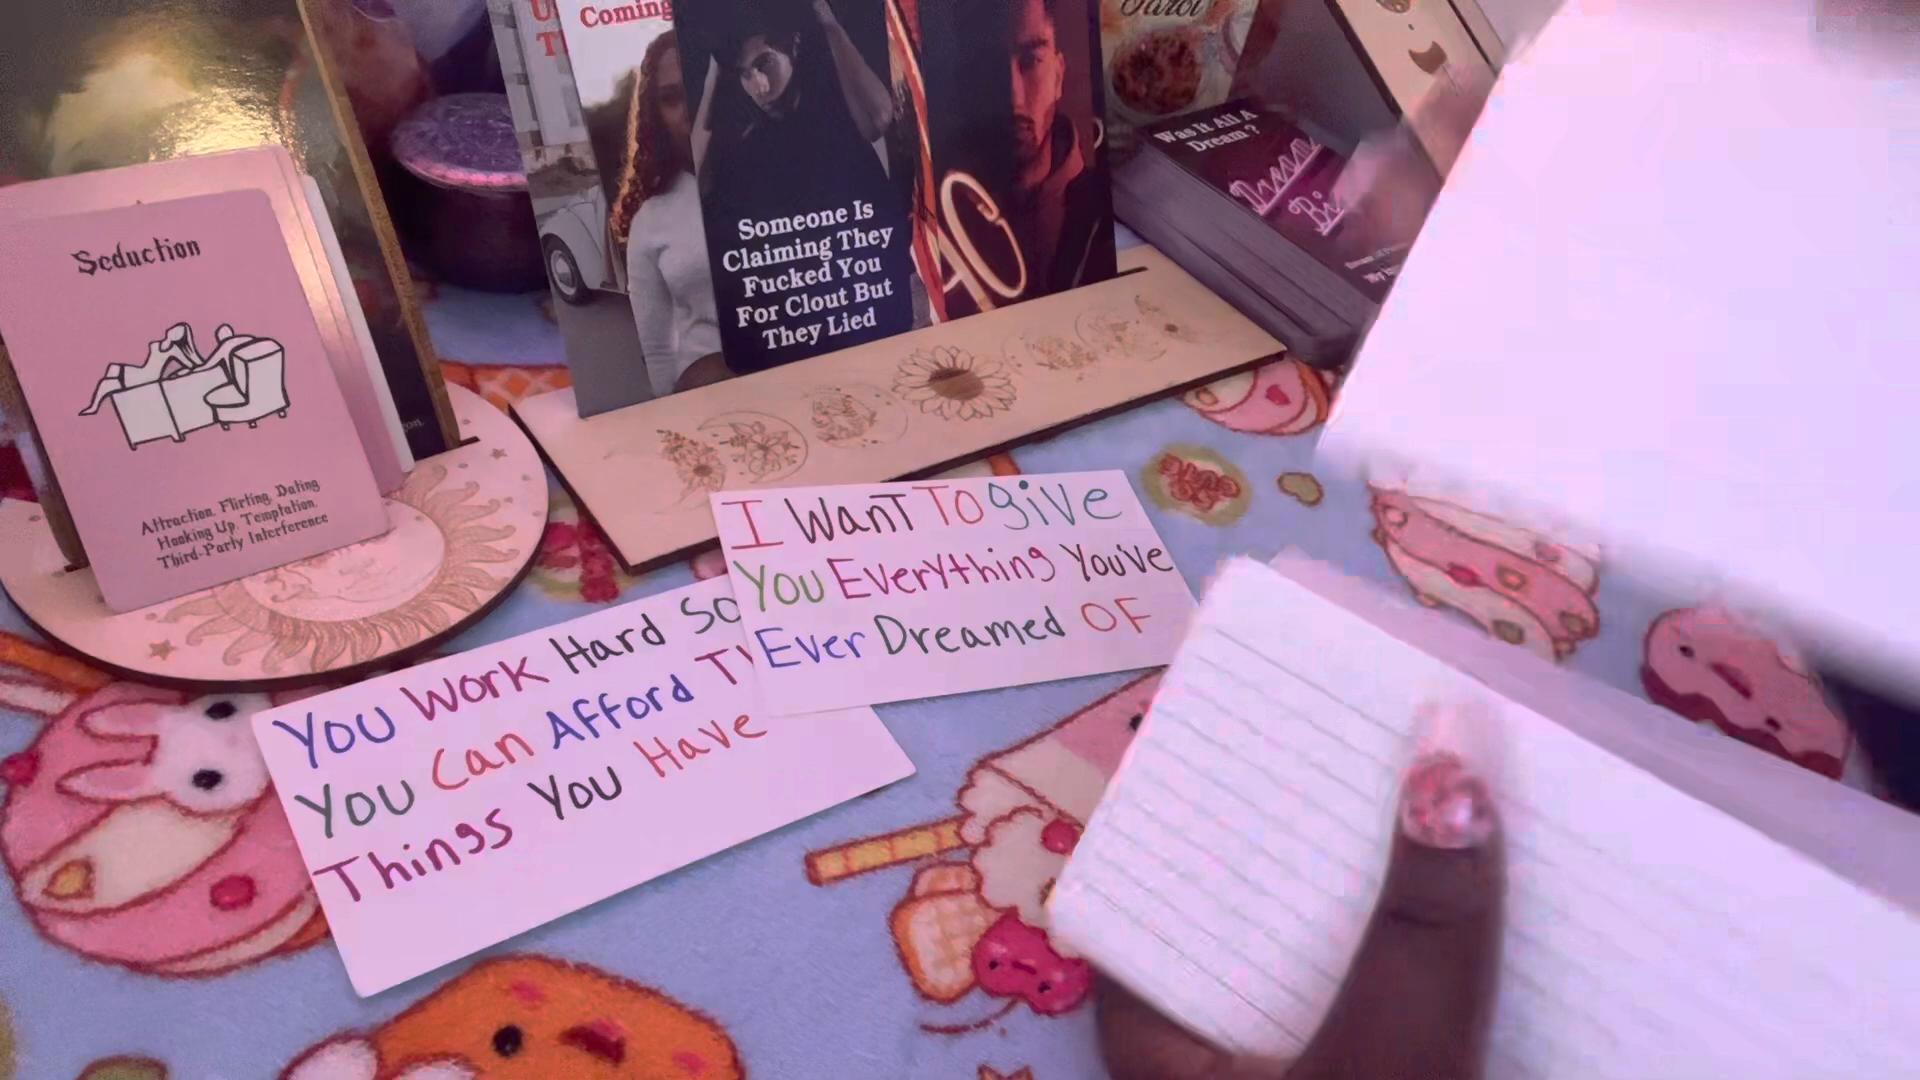 Coming
Tarot
Was It All A
Dream?
Dream
Seduction
Attraction, Flirting, Dating
Hooking Up, Temptation,
Third-Party Interference
Someone Is
Claiming They
Fucked You
For Clout But
They Lied
I Want To give
You Everything You've
Ever Dreamed Of
You Work Hard So
You Can Afford
Things You Have